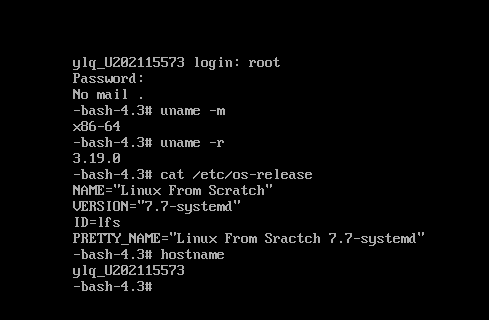 ylq_U202115573 login: root
Password:
No mail .
-bash-4.3# uname -m
x86-64
-bash-4.3# uname -r
3.19.0
-bash-4.3# cat /etc/os-release
NAME="Linux From Scratch"
VERSION="7.7-systemd"
ID=lfs
PRETTY_NAME="Linux From Sractch 7.7-systemd"
-bash-4.3# hostname
ylq_U202115573
-bash-4.3#